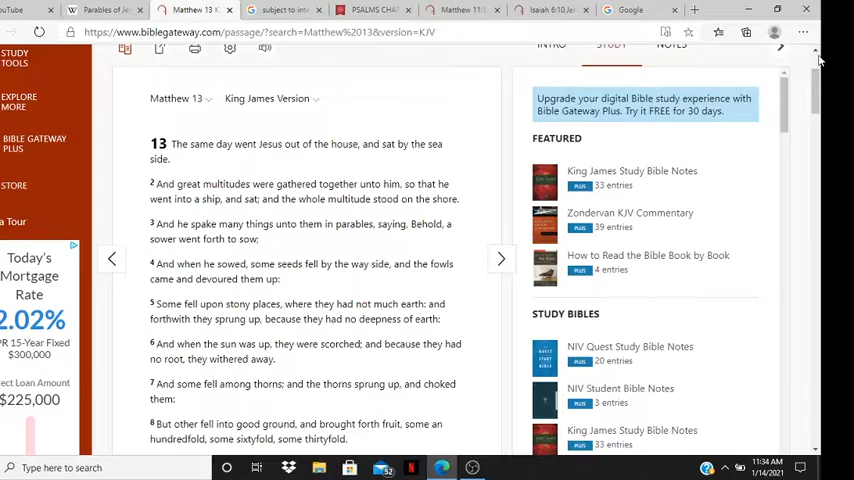 YouTube
Parables of Jes
Matthew 13 K
subject to inte
PSALMS CHAP
Matthew 11:1
Isaiah 6:10,Jer
Google
https://www.biblegateway.com/passage/?search=Matthew%2013&version=KJV
STUDY
TOOLS
EXPLORE
MORE
BIBLE GATEWAY
PLUS
STORE
a Tour
Today's
Mortgage
Rate
2.02%
PR 15-Year Fixed
$300,000
ect Loan Amount
$225,000
Matthew 13
King James Version
13 The same day went Jesus out of the house, and sat by the sea
side.
2 And great multitudes were gathered together unto him, so that he
went into a ship, and sat; and the whole multitude stood on the shore.
3 And he spake many things unto them in parables, saying, Behold, a
sower went forth to sow;
4 And when he sowed, some seeds fell by the way side, and the fowls
came and devoured them up:
5 Some fell upon stony places, where they had not much earth: and
forthwith they sprung up, because they had no deepness of earth:
6 And when the sun was up, they were scorched; and because they had
no root, they withered away.
7 And some fell among thorns; and the thorns sprung up, and choked
them:
8 But other fell into good ground, and brought forth fruit, some an
hundredfold, some sixtyfold, some thirtyfold.
INTRO
STUDY
NOTES
Upgrade your digital Bible study experience with
Bible Gateway Plus. Try it FREE for 30 days.
FEATURED
King James Study Bible Notes
PLUS 33 entries
Zondervan KJV Commentary
PLUS 39 entries
How to Read the Bible Book by Book
PLUS 4 entries
STUDY BIBLES
NIV Quest Study Bible Notes
PLUS 20 entries
NIV Student Bible Notes
PLUS 3 entries
King James Study Bible Notes
PLUS 33 entries
Type here to search
52
11:34 AM
1/14/2021